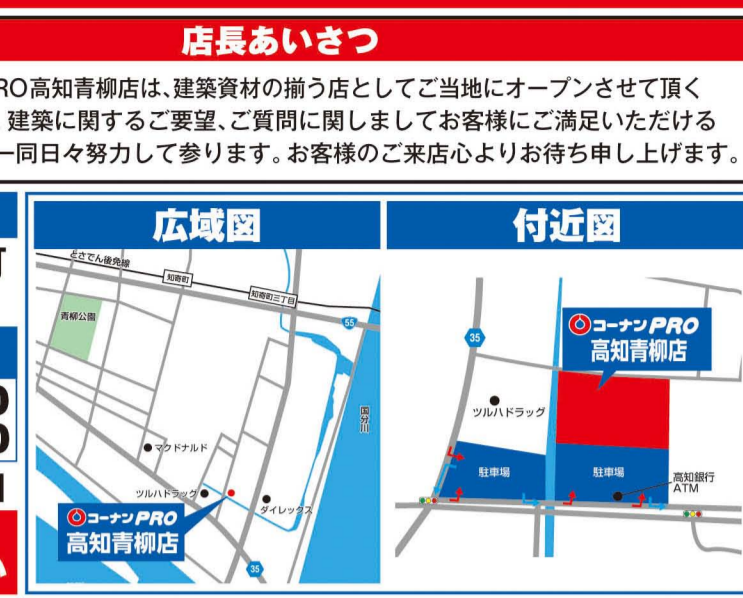 店長あいさつ
RO高知青柳店は、建築資材の揃う店としてご当地にオープンさせて頂く
建築に関するご要望、ご質問に関しましてお客様にご満足いただける
一同日々努力して参ります。お客様のご来店心よりお待ち申し上げます。
広域図
付近図
とさでん後免線
知寄町
知寄町三丁目
55
青柳公園
国分川
マクドナルド
ツルハドラッグ
ダイレックス
コーナンPRO
高知青柳店
35
35
コーナンPRO
高知青柳店
ツルハドラッグ
駐車場
駐車場
高知銀行
ATM